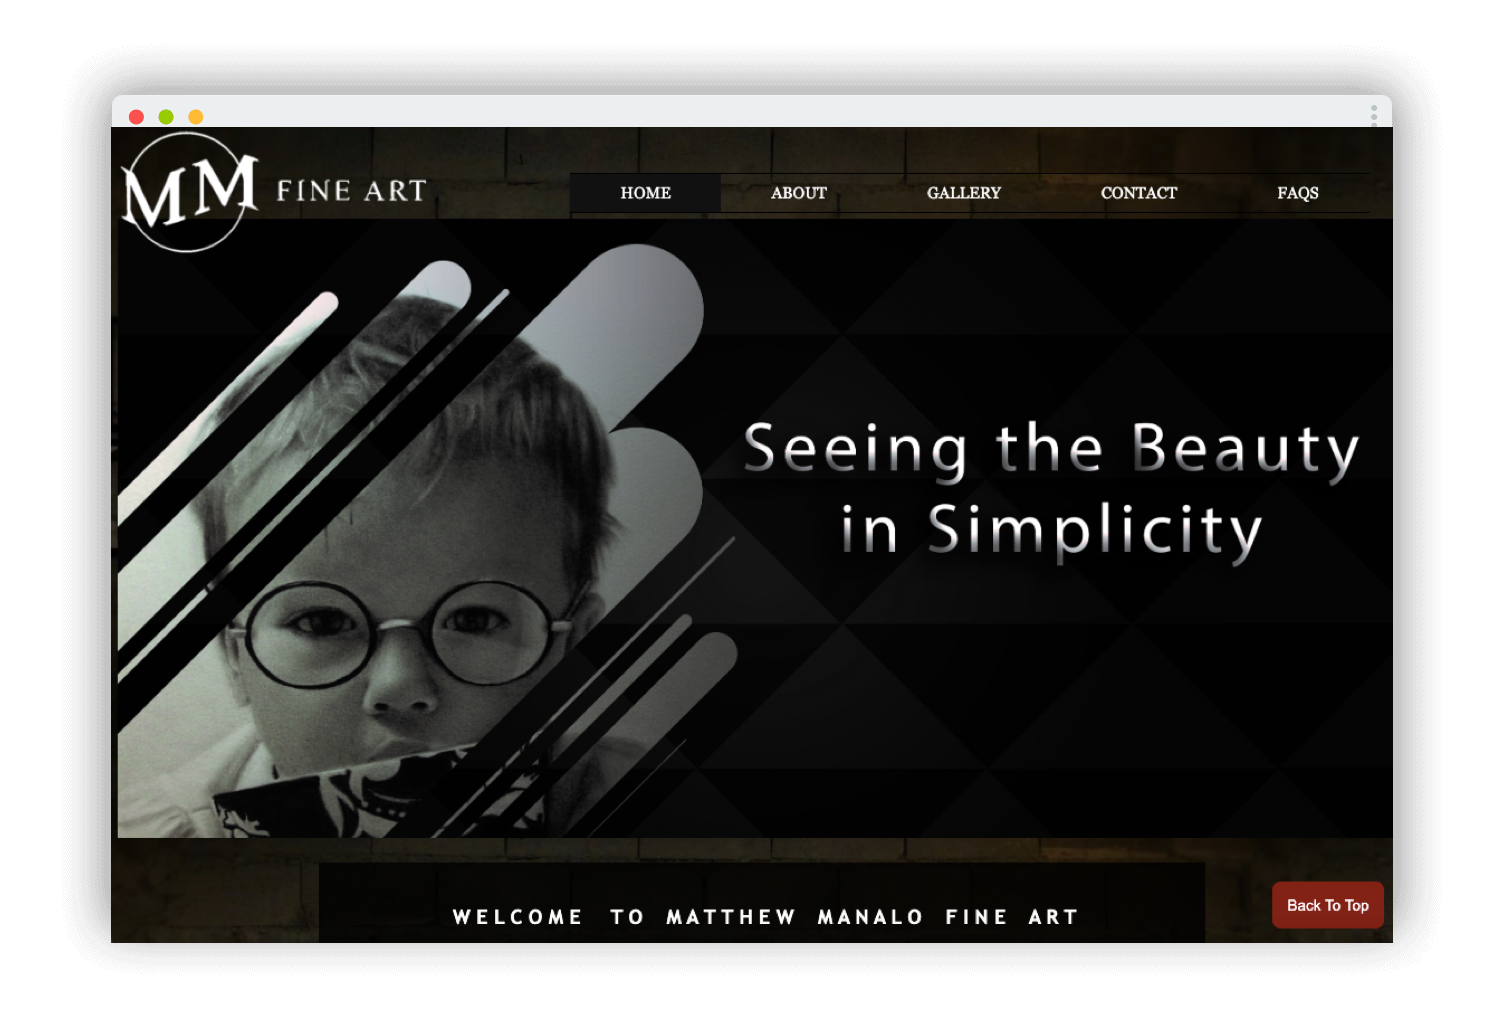 MM FINE ART
HOME ABOUT GALLERY CONTACT FAQS
Seeing the Beauty
in Simplicity
WELCOME TO MATTHEW MANALO FINE ART
Back To Top